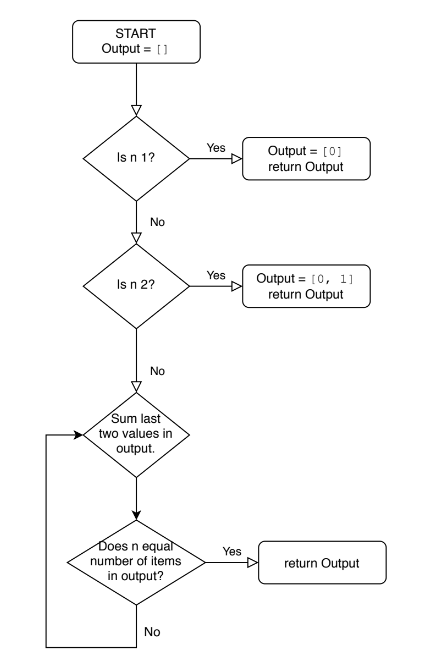 START
Output = []
Is n 1?
Yes
Output = [0]
return Output
No
Is n 2?
Yes
Output = [0, 1]
return Output
No
Sum last
two values in
output.
Does n equal
number of items
in output?
Yes
return Output
No